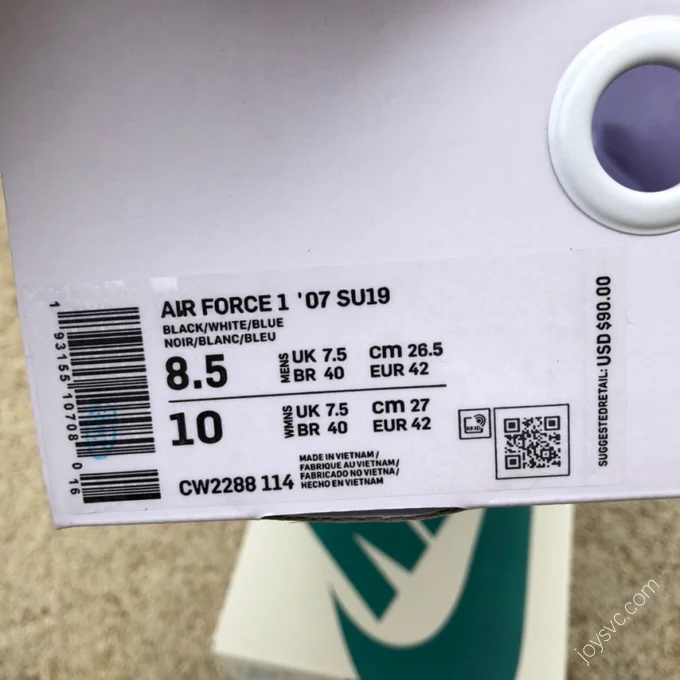 AIR FORCE 1 '07 SU19
BLACK/WHITE/BLUE
NOIR/BLANC/BLEU
8.5 MENS UK 7.5 cm 26.5
BR 40 EUR 42
10 WMNS UK 7.5 cm 27
BR 40 EUR 42
CW2288 114
MADE IN VIETNAM /
FABRIQUE AU VIETNAM /
FABRICADO NO VIETNA /
HECHO EN VIETNAM
1 93155 10708 0 16
SUGGESTEDRETAIL: USD $90.00
joysvc.com